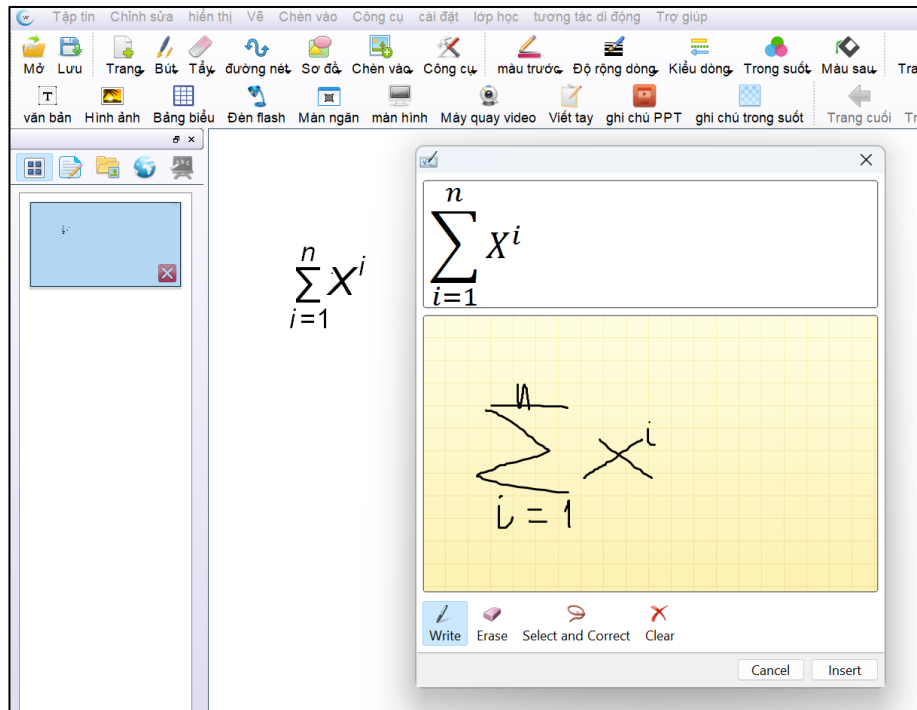 Tập tin Chỉnh sửa hiển thị Vẽ Chèn vào Công cụ cài đặt lớp học tương tác di động Trợ giúp
Mở Lưu Trang Bút Tẩy đường nét Sơ đồ Chèn vào Công cụ màu trước Độ rộng dòng Kiểu dòng Trong suốt Màu sau
văn bản Hình ảnh Bảng biểu Đèn flash Màn ngăn màn hình Máy quay video Viết tay ghi chú PPT ghi chú trong suốt Trang cuối
n
∑ Xⁱ
i=1
n
∑ Xⁱ
i=1
n
∑ Xⁱ
i = 1
Write Erase Select and Correct Clear
Cancel Insert